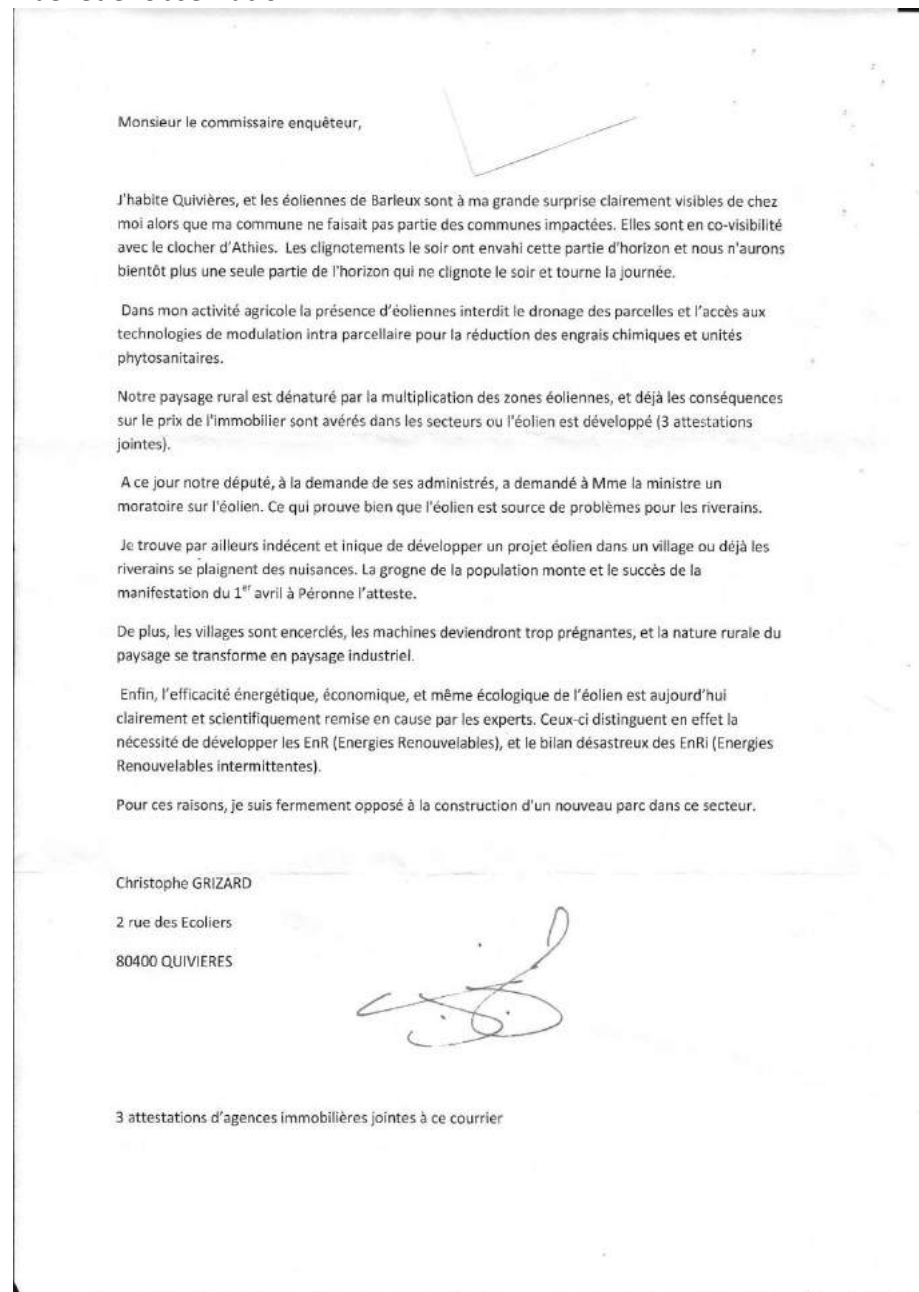 Monsieur le commissaire enquêteur,
J'habite Quivières, et les éoliennes de Barleux sont à ma grande surprise clairement visibles de chez
moi alors que ma commune ne faisait pas partie des communes impactées. Elles sont en co-visibilité
avec le clocher d'Athies. Les clignotements le soir ont envahi cette partie d'horizon et nous n'aurons
bientôt plus une seule partie de l'horizon qui ne clignote le soir et tourne la journée.
Dans mon activité agricole la présence d'éoliennes interdit le dronage des parcelles et l'accès aux
technologies de modulation intra parcellaire pour la réduction des engrais chimiques et unités
phytosanitaires.
Notre paysage rural est dénaturé par la multiplication des zones éoliennes, et déjà les conséquences
sur le prix de l'immobilier sont avérés dans les secteurs ou l'éolien est développé (3 attestations
jointes).
A ce jour notre député, à la demande de ses administrés, a demandé à Mme la ministre un
moratoire sur l'éolien. Ce qui prouve bien que l'éolien est source de problèmes pour les riverains.
Je trouve par ailleurs indécent et inique de développer un projet éolien dans un village ou déjà les
riverains se plaignent des nuisances. La grogne de la population monte et le succès de la
manifestation du 1er avril à Péronne l'atteste.
De plus, les villages sont encerclés, les machines deviendront trop prégnantes, et la nature rurale du
paysage se transforme en paysage industriel.
Enfin, l'efficacité énergétique, économique, et même écologique de l'éolien est aujourd'hui
clairement et scientifiquement remise en cause par les experts. Ceux-ci distinguent en effet la
nécessité de développer les EnR (Energies Renouvelables), et le bilan désastreux des EnRi (Energies
Renouvelables intermittentes).
Pour ces raisons, je suis fermement opposé à la construction d'un nouveau parc dans ce secteur.
Christophe GRIZARD
2 rue des Ecoliers
80400 QUIVIERES
3 attestations d'agences immobilières jointes à ce courrier